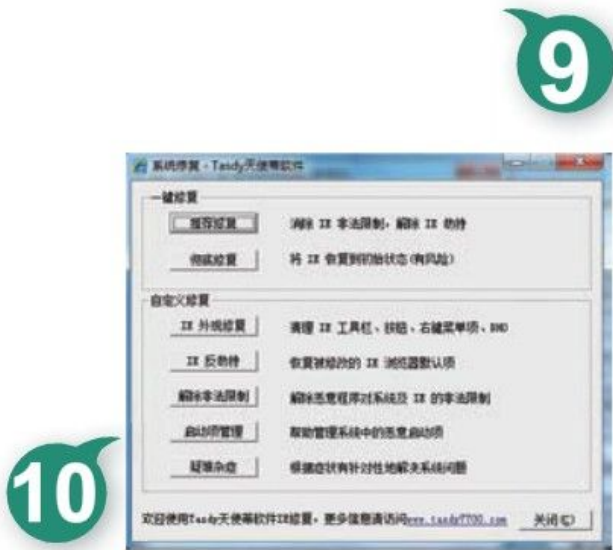 9
系统修复 - Tandy天使蒂软件
一键修复
推荐修复 消除 IE 非法限制，解除 IE 劫持
彻底修复 将 IE 恢复到初始状态(有风险)
自定义修复
IE 外观修复 清理 IE 工具栏、按钮、右键菜单项、BHO
IE 反劫持 恢复被修改的 IE 浏览器默认项
解除非法限制 解除恶意程序对系统及 IE 的非法限制
启动项管理 帮助管理系统中的恶意启动项
疑难杂症 根据症状有针对性地解决系统问题
10
欢迎使用Tandy天使蒂软件IE修复，更多信息请访问www.tandy7700.com 关闭(C)